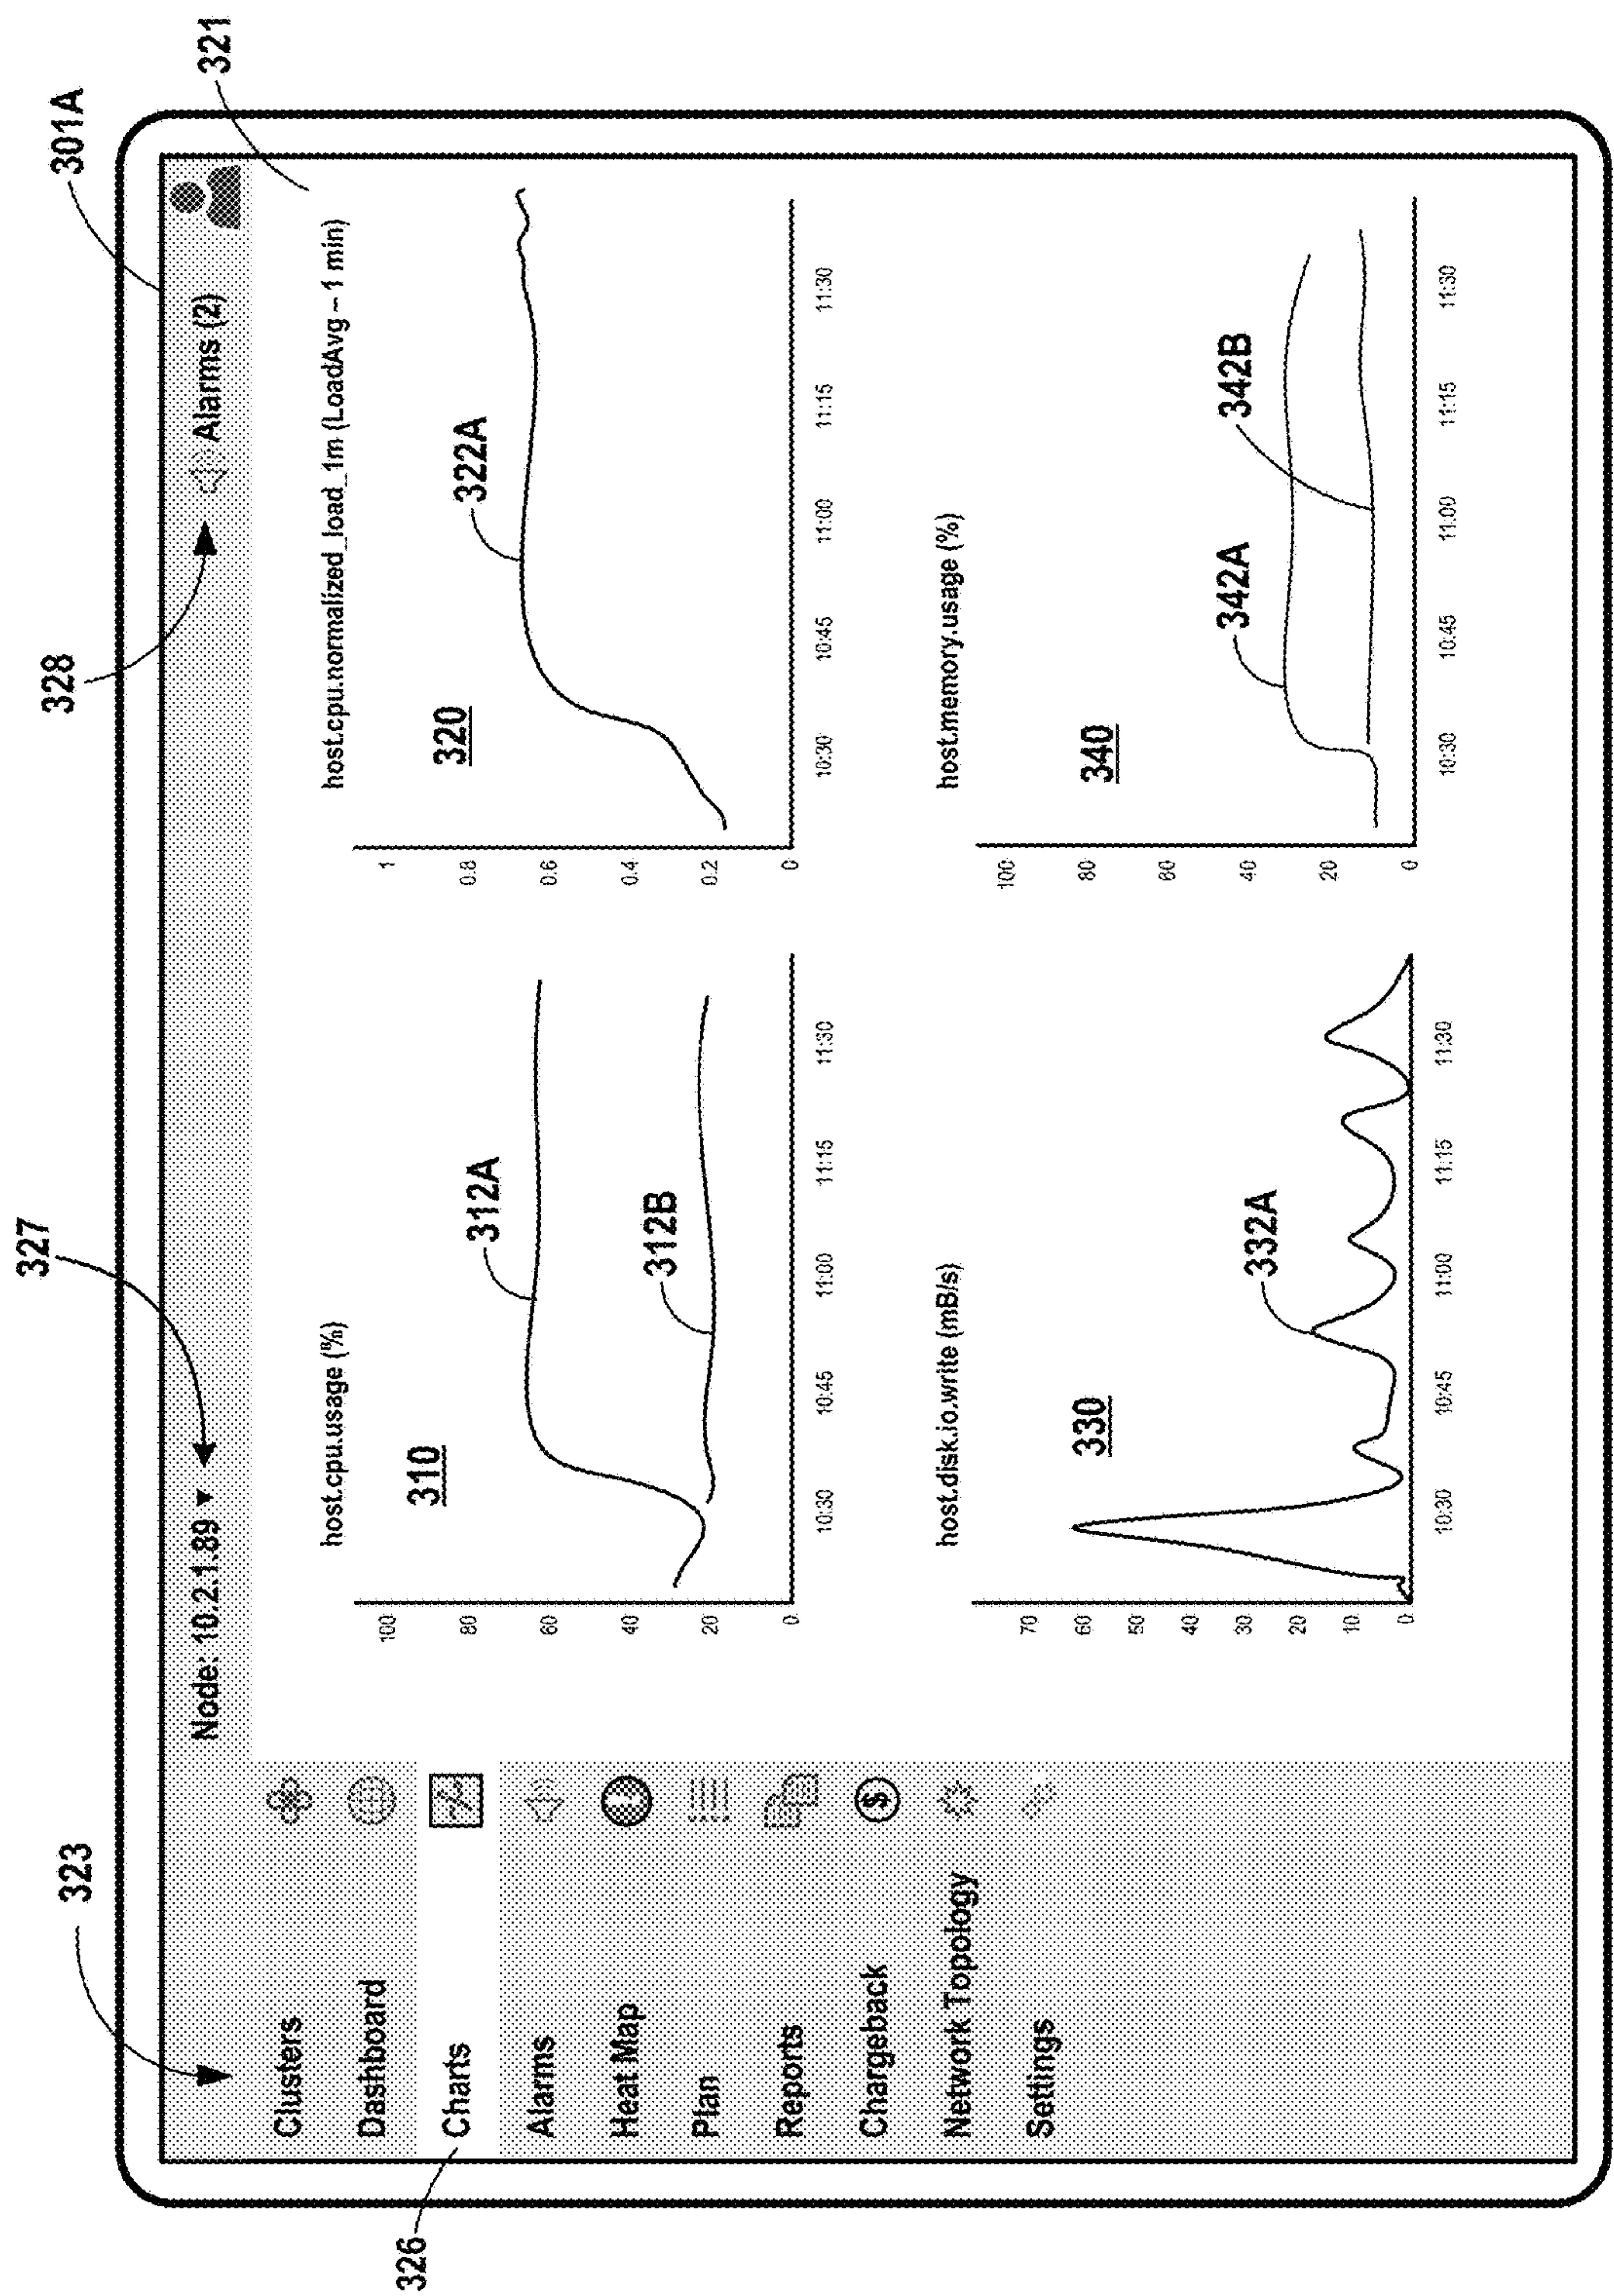 327
328
301A
321
323
Node: 10.2.1.89 ▼
Alarms (2)
326
Clusters
Dashboard
Charts
Alarms
Heat Map
Plan
Reports
Chargeback
$
Network Topology
Settings
host.cpu.usage (%)
310
100
80
60
40
20
0
312A
312B
10:30
10:45
11:00
11:15
11:30
host.cpu.normalized_load_1m (LoadAvg – 1 min)
320
1
0.8
0.6
0.4
0.2
0
322A
10:30
10:45
11:00
11:15
11:30
host.disk.io.write (mB/s)
330
70
60
50
40
30
20
10
0
332A
10:30
10:45
11:00
11:15
11:30
host.memory.usage (%)
340
100
80
60
40
20
0
342A
342B
10:30
10:45
11:00
11:15
11:30